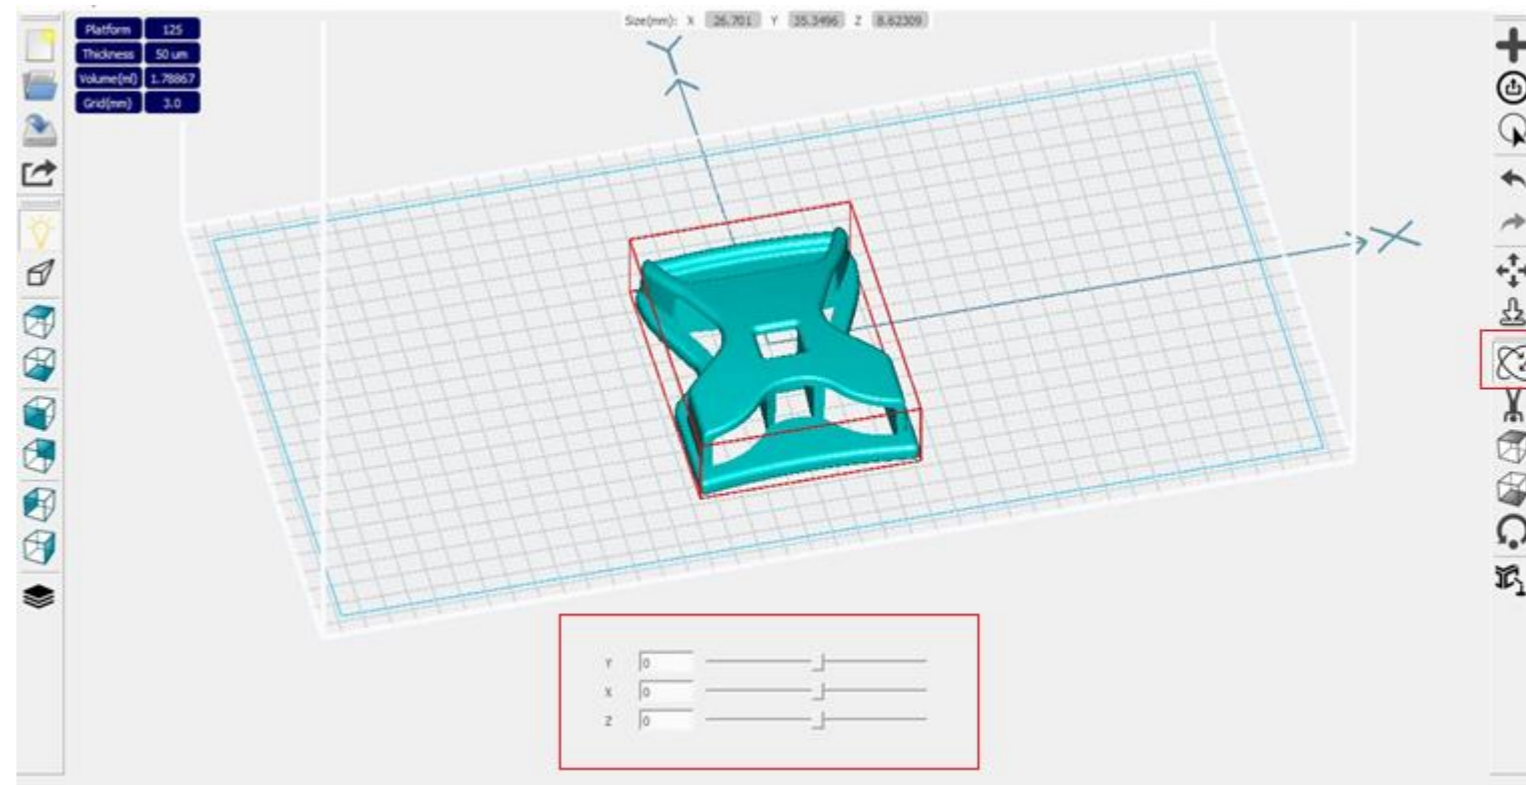 Size(mm): X 26.701 Y 35.3496 Z 8.62309
Platform 125
Thickness 50 um
Volume(ml) 1.78867
Grid(mm) 3.0
Y
X
Y 0
X 0
Z 0